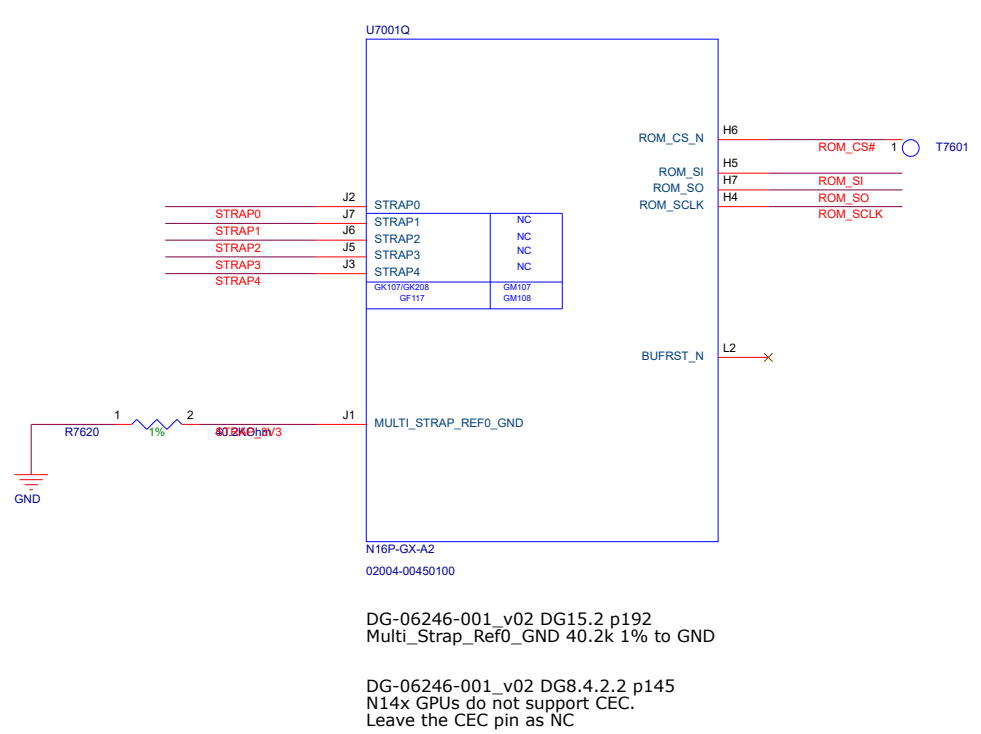 U7001Q
ROM_CS_N H6 ROM_CS# 1 T7601
ROM_SI H5 ROM_SI
ROM_SO H7 ROM_SO
ROM_SCLK H4 ROM_SCLK
STRAP0 J2 STRAP0
STRAP1 J7 STRAP1 NC
STRAP2 J6 STRAP2 NC
STRAP3 J5 STRAP3 NC
STRAP4 J3 STRAP4 NC
GK107/GK208 GM107
GF117 GM108
BUFRST_N L2
1 2 J1 MULTI_STRAP_REF0_GND
R7620 1% 40.2KOhm
GND
N16P-GX-A2
02004-00450100
DG-06246-001_v02 DG15.2 p192
Multi_Strap_Ref0_GND 40.2k 1% to GND
DG-06246-001_v02 DG8.4.2.2 p145
N14x GPUs do not support CEC.
Leave the CEC pin as NC